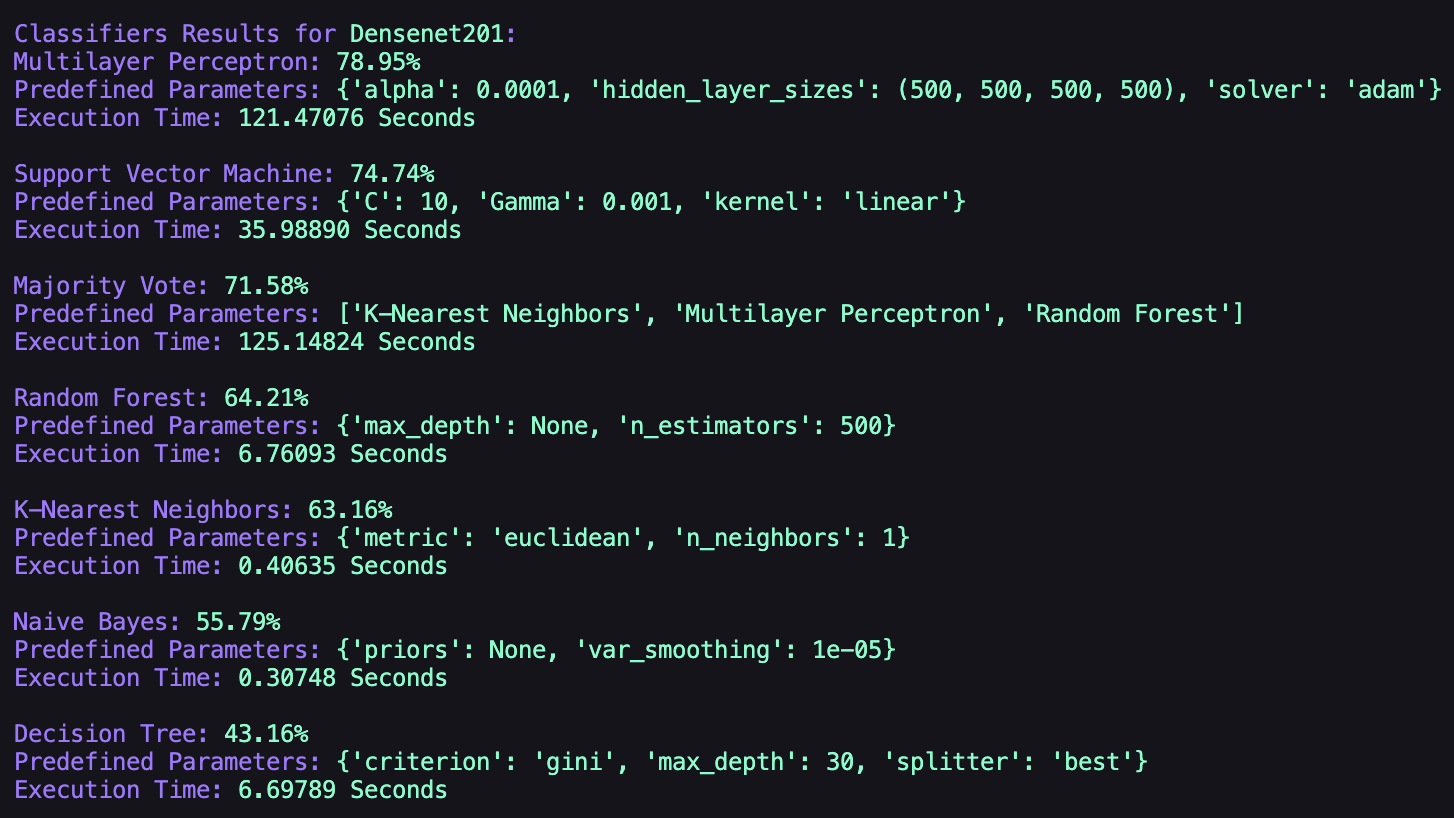 Classifiers Results for Densenet201:
Multilayer Perceptron: 78.95%
Predefined Parameters: {'alpha': 0.0001, 'hidden_layer_sizes': (500, 500, 500, 500), 'solver': 'adam'}
Execution Time: 121.47076 Seconds
Support Vector Machine: 74.74%
Predefined Parameters: {'C': 10, 'Gamma': 0.001, 'kernel': 'linear'}
Execution Time: 35.98890 Seconds
Majority Vote: 71.58%
Predefined Parameters: ['K-Nearest Neighbors', 'Multilayer Perceptron', 'Random Forest']
Execution Time: 125.14824 Seconds
Random Forest: 64.21%
Predefined Parameters: {'max_depth': None, 'n_estimators': 500}
Execution Time: 6.76093 Seconds
K-Nearest Neighbors: 63.16%
Predefined Parameters: {'metric': 'euclidean', 'n_neighbors': 1}
Execution Time: 0.40635 Seconds
Naive Bayes: 55.79%
Predefined Parameters: {'priors': None, 'var_smoothing': 1e-05}
Execution Time: 0.30748 Seconds
Decision Tree: 43.16%
Predefined Parameters: {'criterion': 'gini', 'max_depth': 30, 'splitter': 'best'}
Execution Time: 6.69789 Seconds